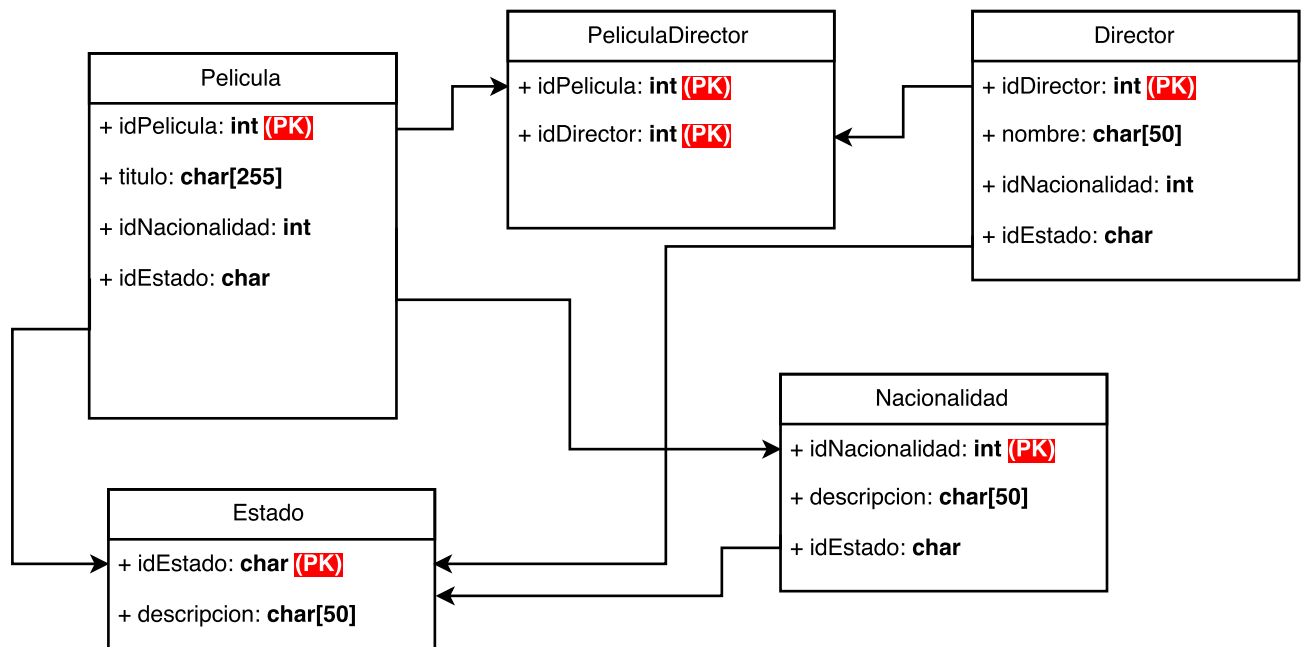 Pelicula
+ idPelicula: int (PK)
+ titulo: char[255]
+ idNacionalidad: int
+ idEstado: char
PeliculaDirector
+ idPelicula: int (PK)
+ idDirector: int (PK)
Director
+ idDirector: int (PK)
+ nombre: char[50]
+ idNacionalidad: int
+ idEstado: char
Nacionalidad
+ idNacionalidad: int (PK)
+ descripcion: char[50]
+ idEstado: char
Estado
+ idEstado: char (PK)
+ descripcion: char[50]